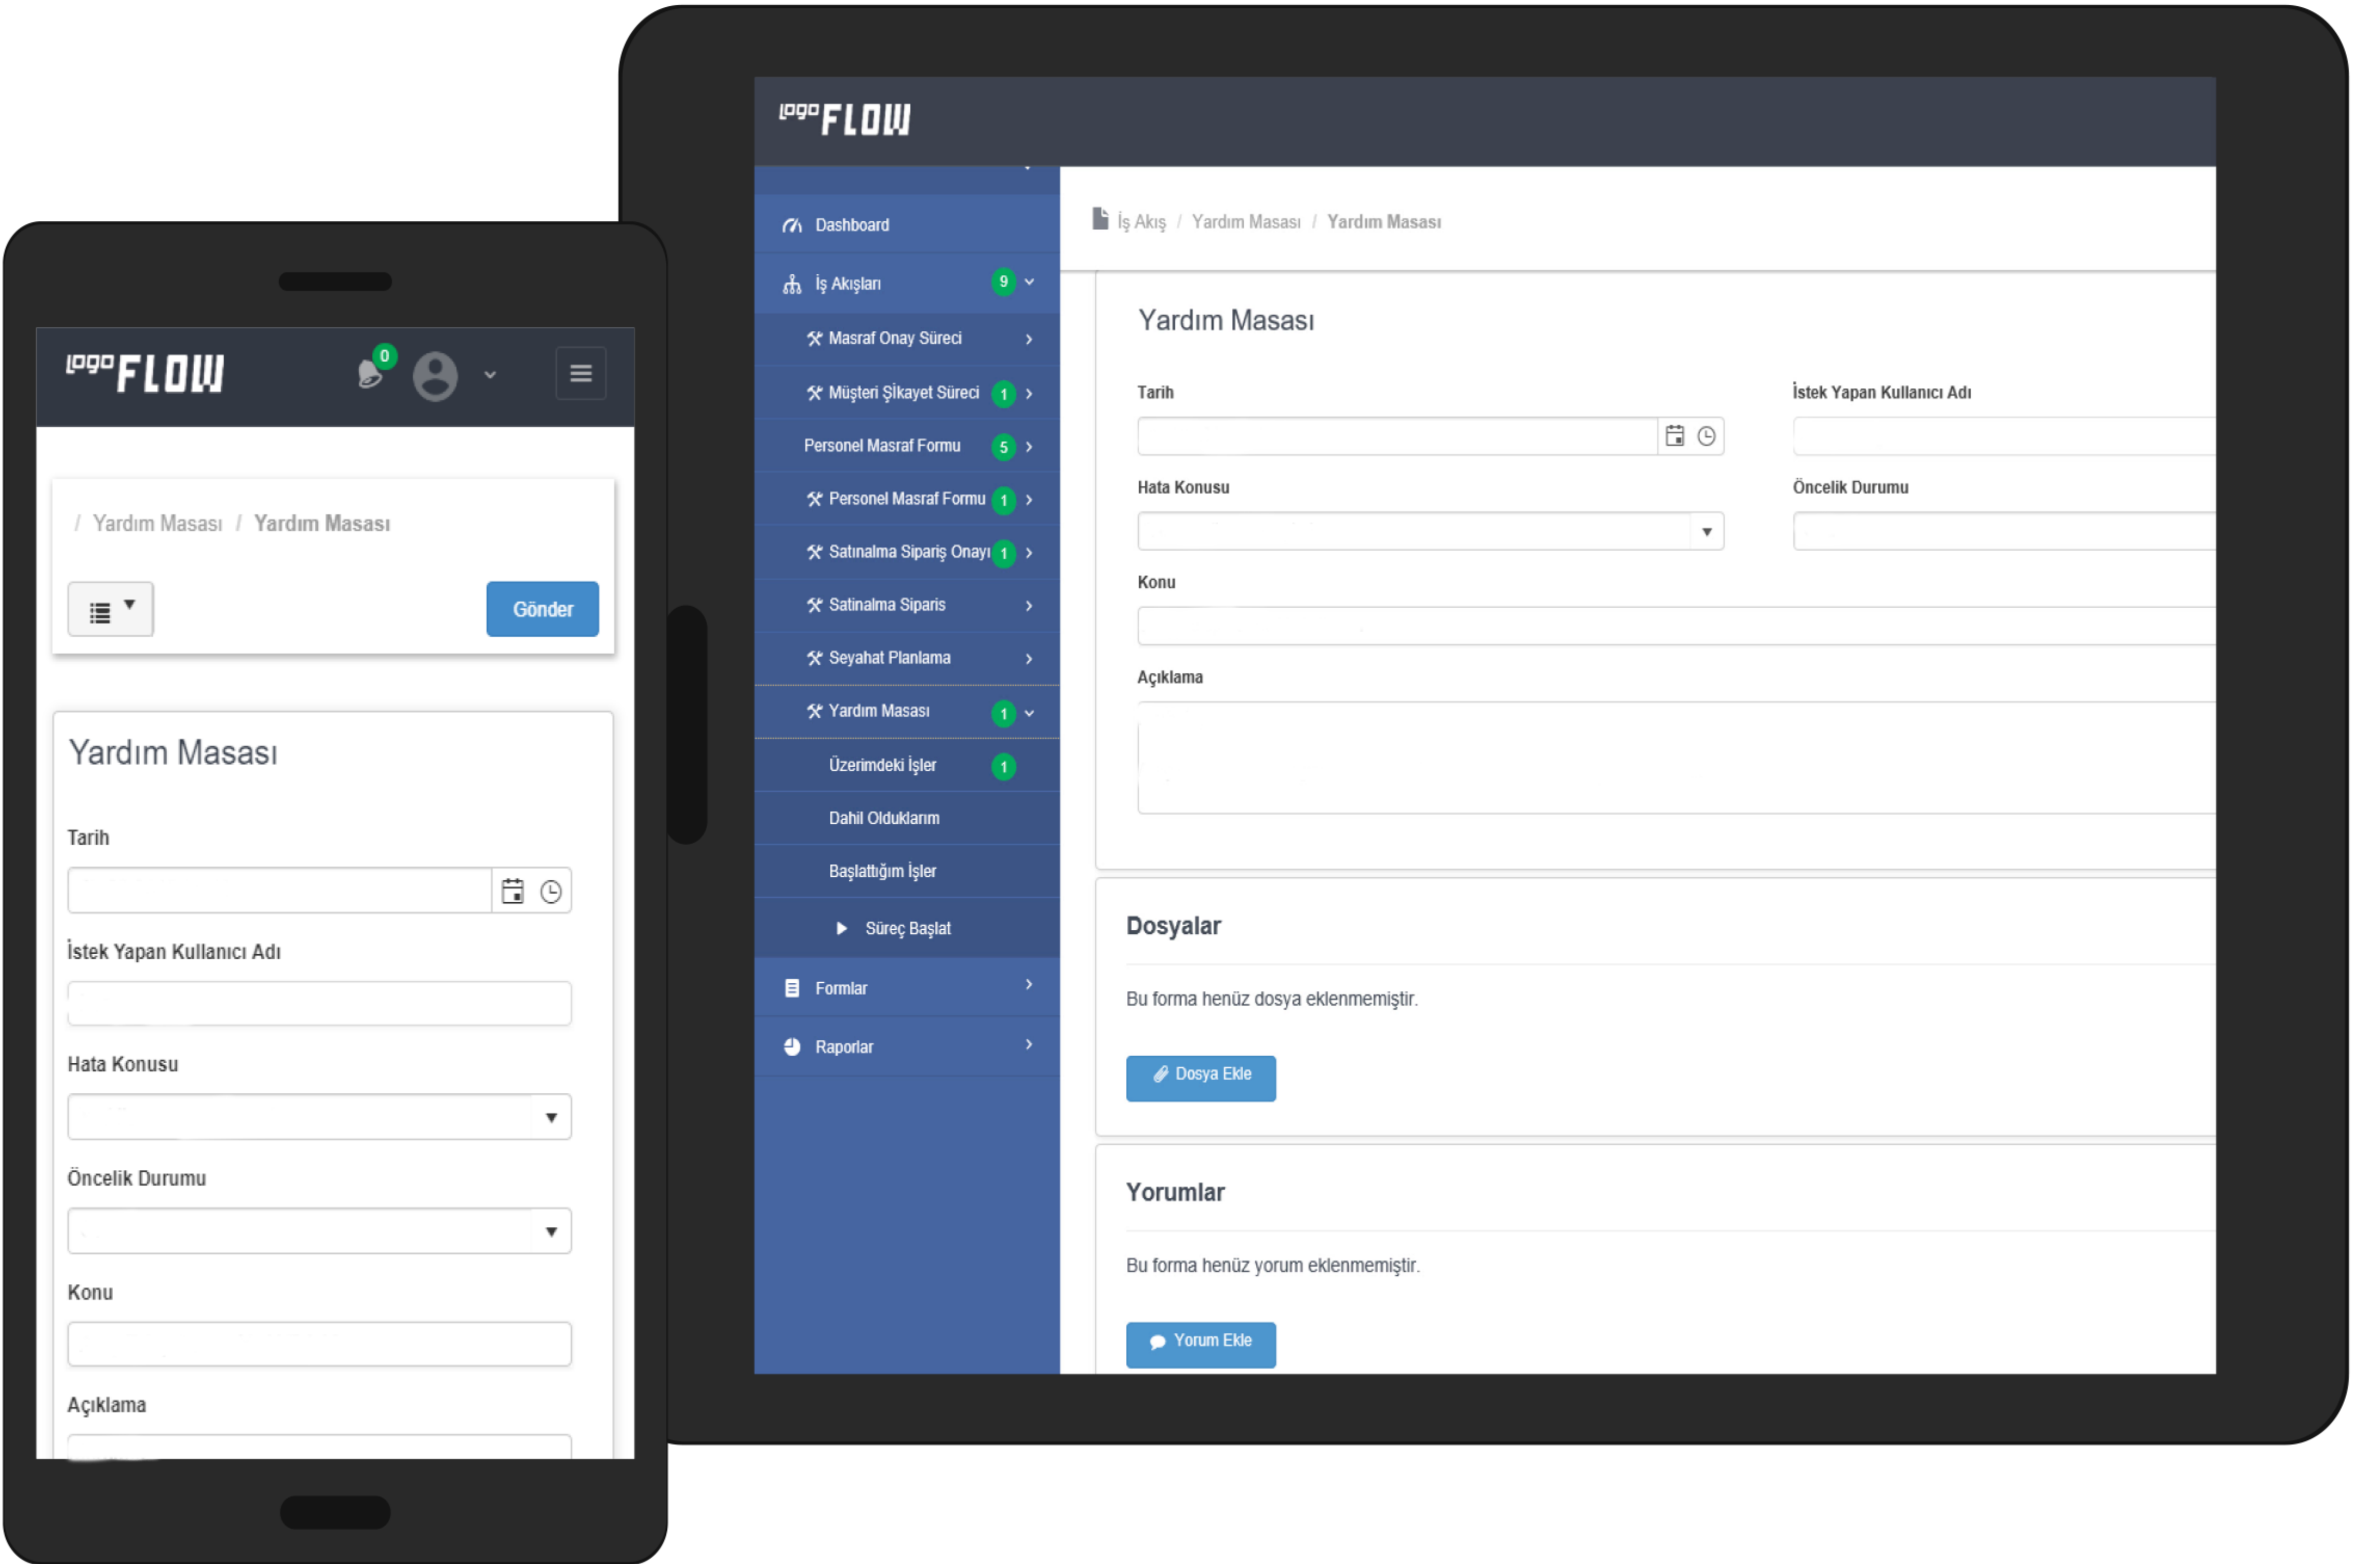 logo FLOW
0
/ Yardım Masası / Yardım Masası
Gönder
Yardım Masası
Tarih
İstek Yapan Kullanıcı Adı
Hata Konusu
Öncelik Durumu
Konu
Açıklama
logo FLOW
Dashboard
İş Akışları 9
Masraf Onay Süreci
Müşteri Şİkayet Süreci 1
Personel Masraf Formu 5
Personel Masraf Formu 1
Satınalma Sipariş Onayı 1
Satinalma Siparis
Seyahat Planlama
Yardım Masası 1
Üzerimdeki İşler 1
Dahil Olduklarım
Başlattığım İşler
Süreç Başlat
Formlar
Raporlar
İş Akış / Yardım Masası / Yardım Masası
Yardım Masası
Tarih
İstek Yapan Kullanıcı Adı
Hata Konusu
Öncelik Durumu
Konu
Açıklama
Dosyalar
Bu forma henüz dosya eklenmemiştir.
Dosya Ekle
Yorumlar
Bu forma henüz yorum eklenmemiştir.
Yorum Ekle